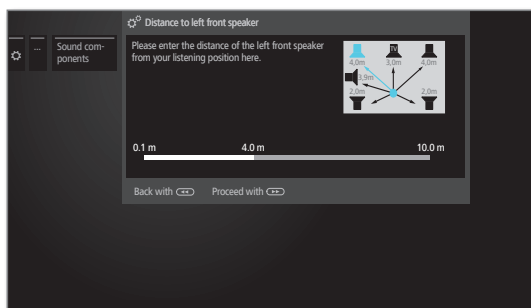 Distance to left front speaker
...
Sound com-
ponents
Please enter the distance of the left front speaker
from your listening position here.
TV
4,0m 3,0m 4,0m
3,9m
2,0m 2,0m
0.1 m 4.0 m 10.0 m
Back with Proceed with